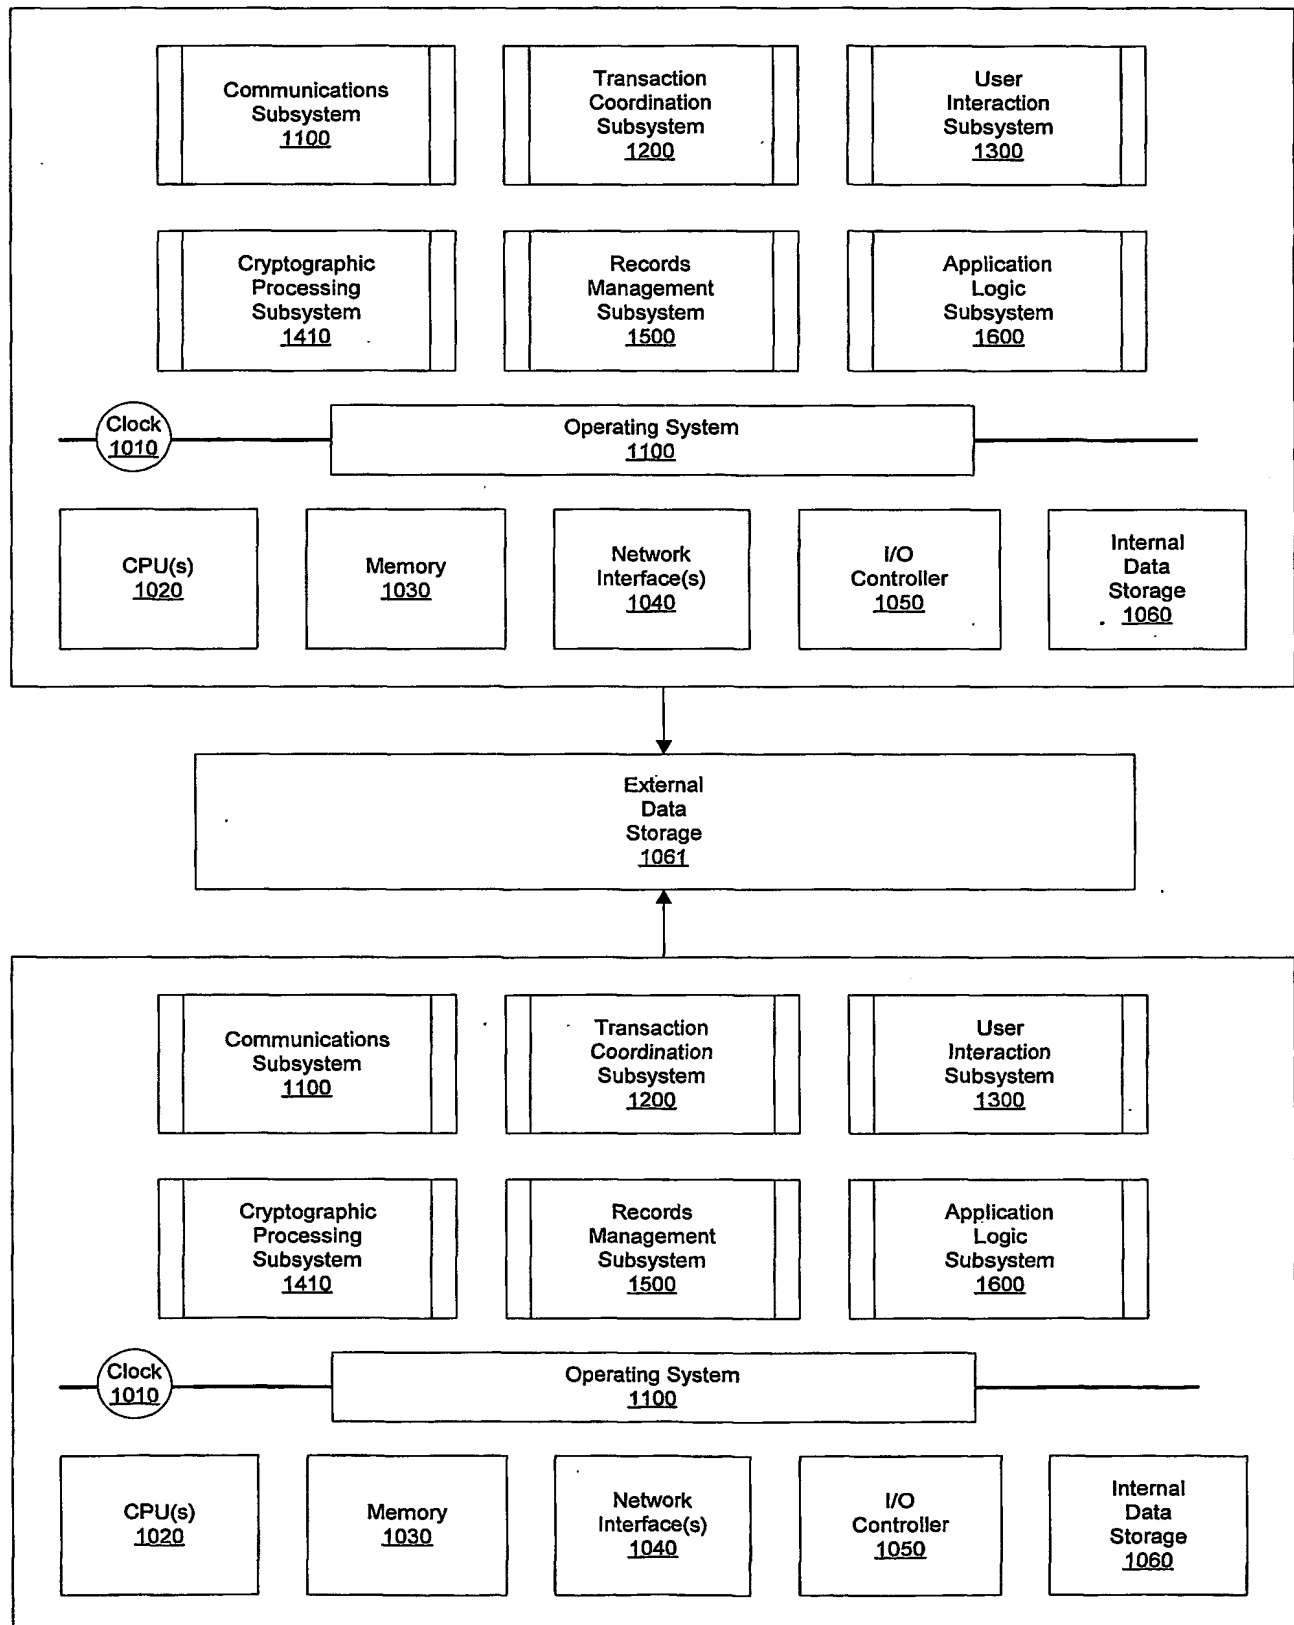 Communications
Subsystem
1100
Transaction
Coordination
Subsystem
1200
User
Interaction
Subsystem
1300
Cryptographic
Processing
Subsystem
1410
Records
Management
Subsystem
1500
Application
Logic
Subsystem
1600
Clock
1010
Operating System
1100
CPU(s)
1020
Memory
1030
Network
Interface(s)
1040
I/O
Controller
1050
Internal
Data
Storage
1060
External
Data
Storage
1061
Communications
Subsystem
1100
Transaction
Coordination
Subsystem
1200
User
Interaction
Subsystem
1300
Cryptographic
Processing
Subsystem
1410
Records
Management
Subsystem
1500
Application
Logic
Subsystem
1600
Clock
1010
Operating System
1100
CPU(s)
1020
Memory
1030
Network
Interface(s)
1040
I/O
Controller
1050
Internal
Data
Storage
1060